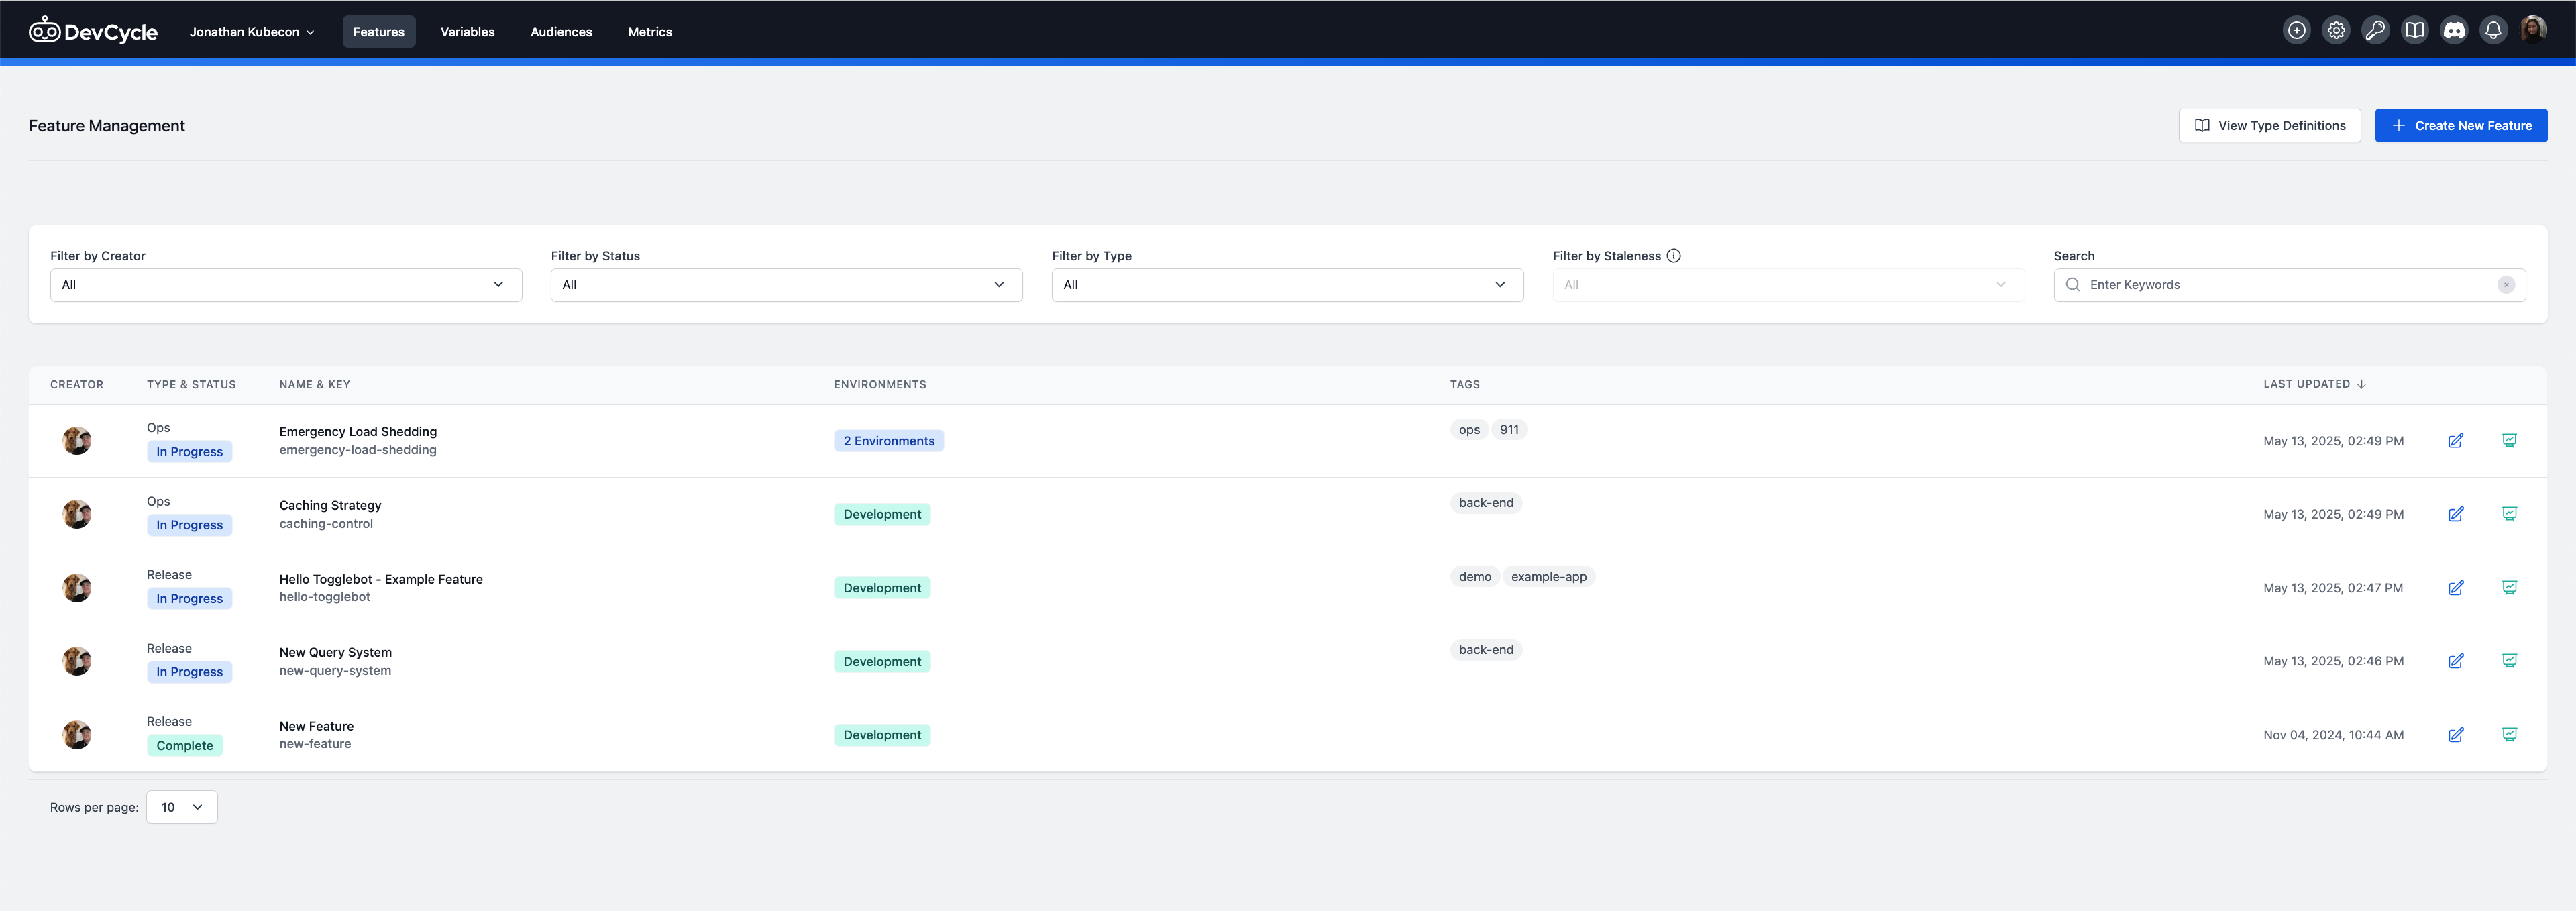 DevCycle
Jonathan Kubecon
Features
Variables
Audiences
Metrics
Feature Management
View Type Definitions
Create New Feature
Filter by Creator
All
Filter by Status
All
Filter by Type
All
Filter by Staleness
All
Search
Enter Keywords
CREATOR
TYPE & STATUS
NAME & KEY
ENVIRONMENTS
TAGS
LAST UPDATED
Ops
In Progress
Emergency Load Shedding
emergency-load-shedding
2 Environments
ops
911
May 13, 2025, 02:49 PM
Ops
In Progress
Caching Strategy
caching-control
Development
back-end
May 13, 2025, 02:49 PM
Release
In Progress
Hello Togglebot - Example Feature
hello-togglebot
Development
demo
example-app
May 13, 2025, 02:47 PM
Release
In Progress
New Query System
new-query-system
Development
back-end
May 13, 2025, 02:46 PM
Release
Complete
New Feature
new-feature
Development
Nov 04, 2024, 10:44 AM
Rows per page:
10